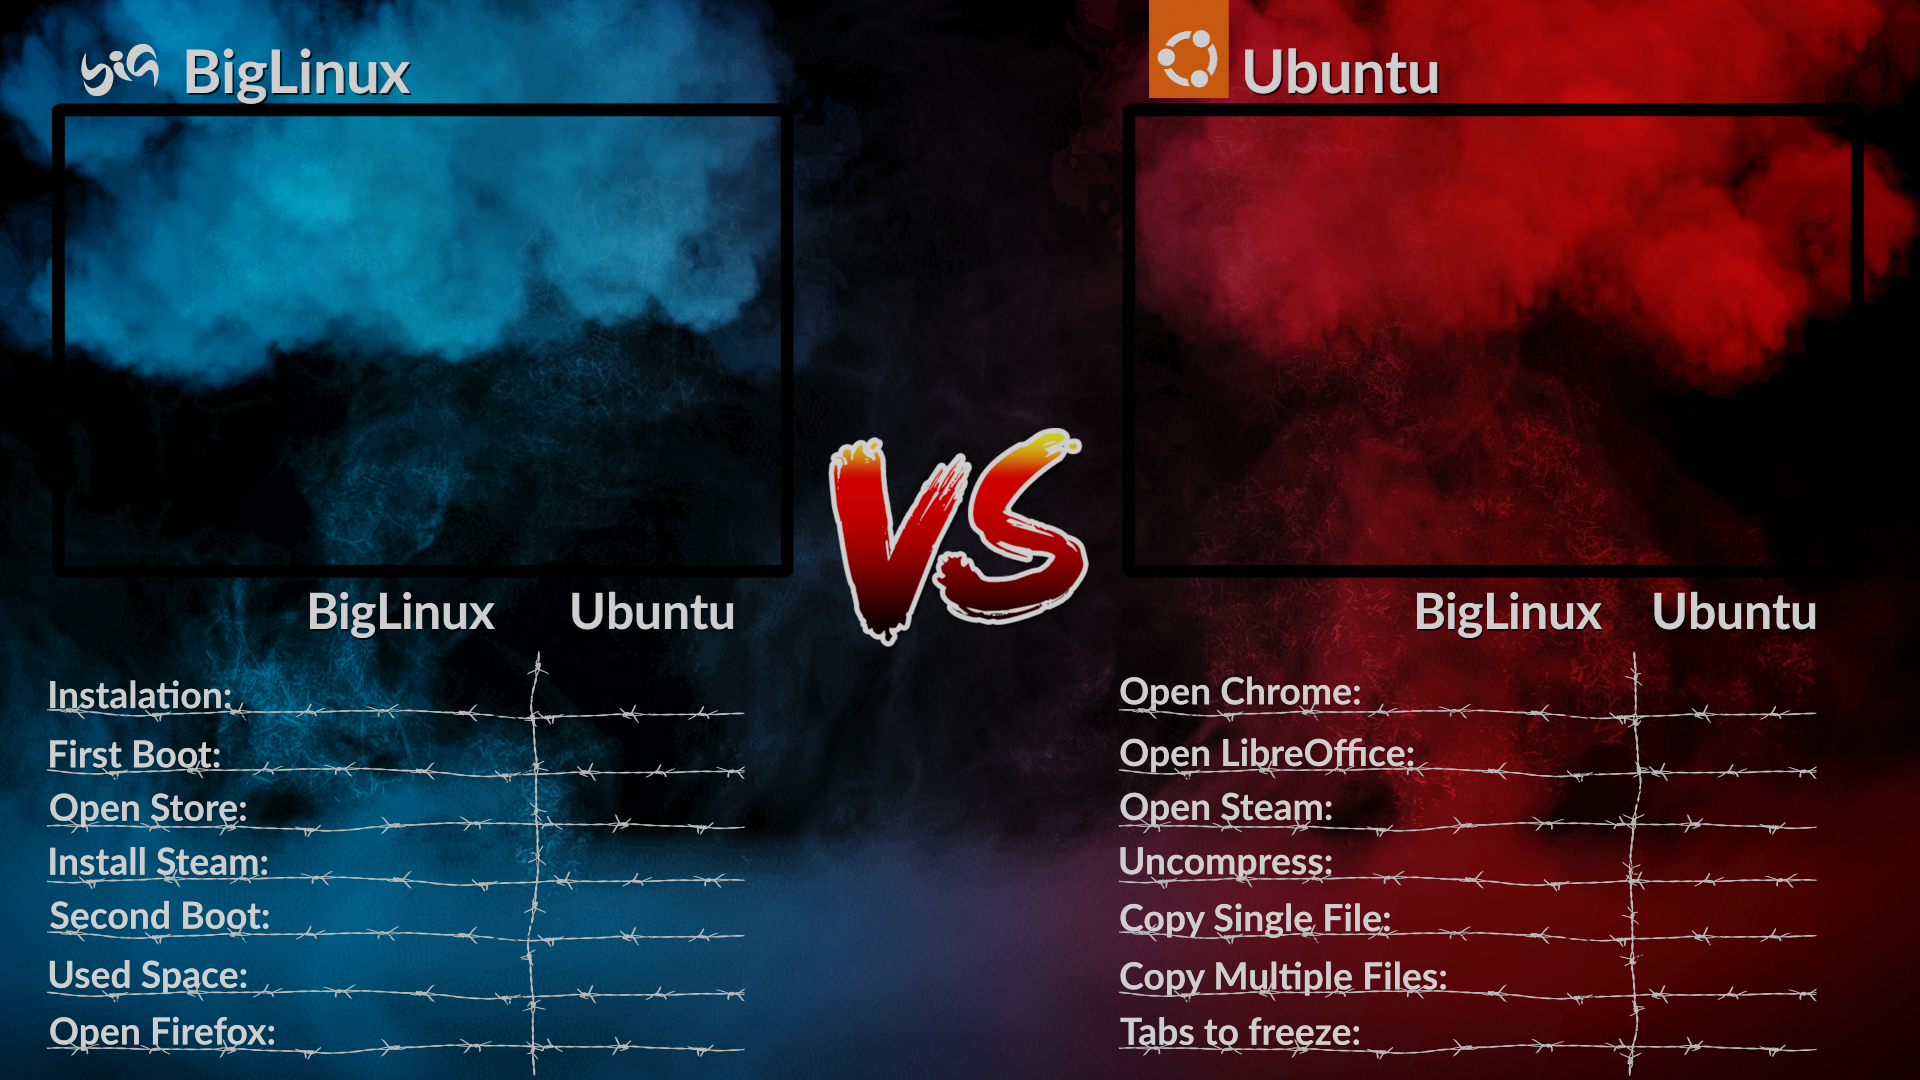 big BigLinux
Ubuntu
VS
BigLinux Ubuntu
Instalation:
First Boot:
Open Store:
Install Steam:
Second Boot:
Used Space:
Open Firefox:
BigLinux Ubuntu
Open Chrome:
Open LibreOffice:
Open Steam:
Uncompress:
Copy Single File:
Copy Multiple Files:
Tabs to freeze: